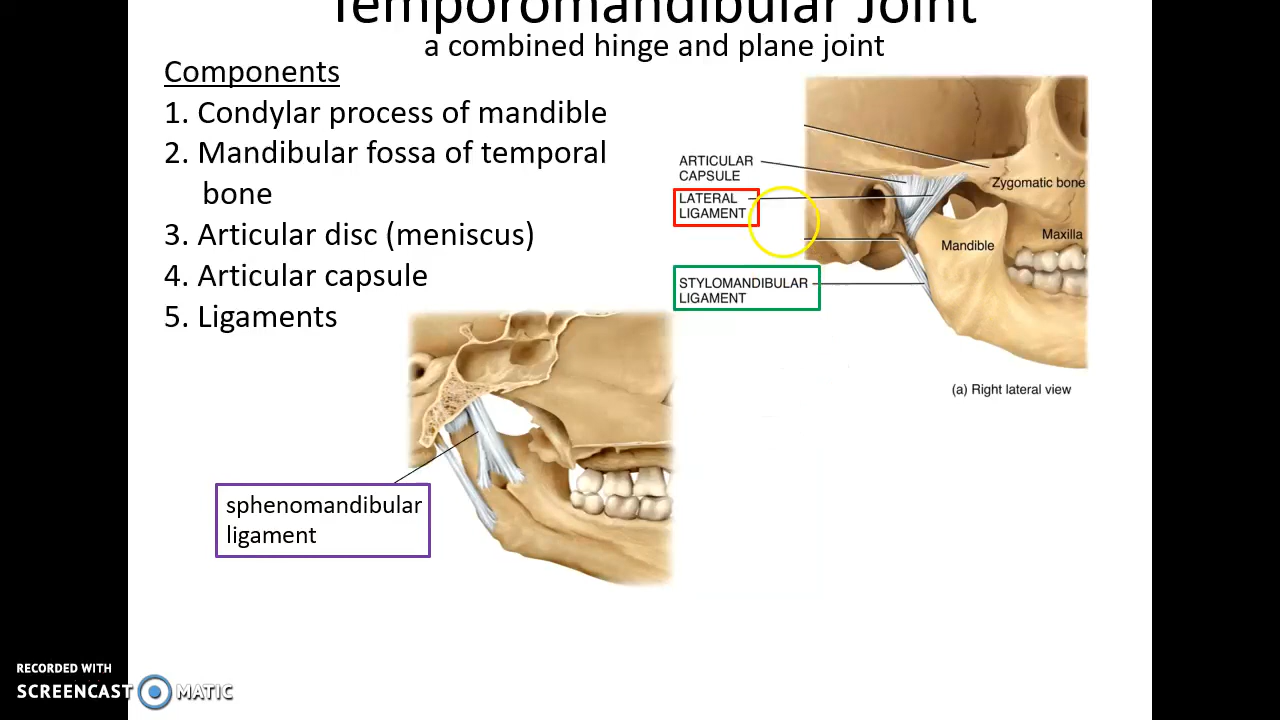 Temporomandibular Joint
a combined hinge and plane joint
Components
1. Condylar process of mandible
2. Mandibular fossa of temporal
bone
3. Articular disc (meniscus)
4. Articular capsule
5. Ligaments
ARTICULAR
CAPSULE
LATERAL
LIGAMENT
STYLOMANDIBULAR
LIGAMENT
Zygomatic bone
Maxilla
Mandible
(a) Right lateral view
sphenomandibular
ligament
RECORDED WITH
SCREENCAST MATIC